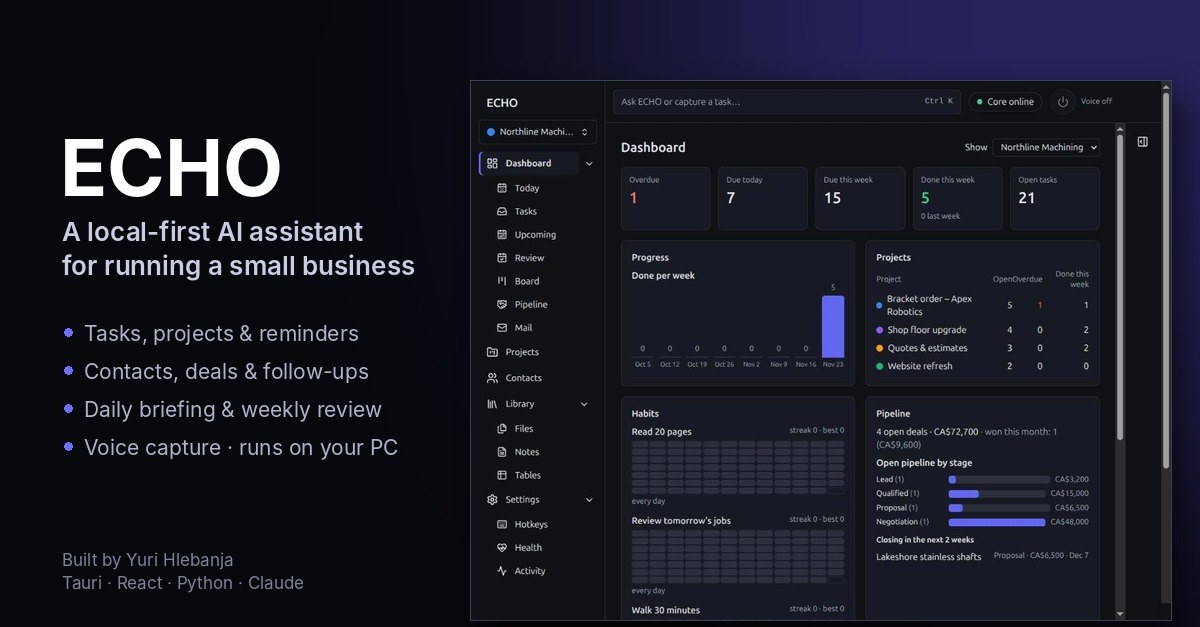 ECHO
A local-first AI assistant
for running a small business
Tasks, projects & reminders
Contacts, deals & follow-ups
Daily briefing & weekly review
Voice capture · runs on your PC
Built by Yuri Hlebanja
Tauri · React · Python · Claude
ECHO
Northline Machi...
Dashboard
Today
Tasks
Upcoming
Review
Board
Pipeline
Mail
Projects
Contacts
Library
Files
Notes
Tables
Settings
Hotkeys
Health
Activity
Ask ECHO or capture a task...
Ctrl K
Core online
Voice off
Dashboard
Show
Northline Machining
Overdue
1
Due today
7
Due this week
15
Done this week
5
0 last week
Open tasks
21
Progress
Done per week
5
0 0 0 0 0 0 0 0
Oct 5 Oct 12 Oct 19 Oct 26 Nov 2 Nov 9 Nov 16 Nov 23
Projects
Project Open Overdue Done this
week
Bracket order – Apex
Robotics 5 1 1
Shop floor upgrade 4 0 2
Quotes & estimates 3 0 2
Website refresh 2 0 0
Habits
Read 20 pages streak 0 · best 0
every day
Review tomorrow's jobs streak 0 · best 0
every day
Walk 30 minutes streak 0 · best 0
Pipeline
4 open deals · CA$72,700 · won this month: 1
(CA$9,600)
Open pipeline by stage
Lead (1) CA$3,200
Qualified (1) CA$15,000
Proposal (1) CA$6,500
Negotiation (1) CA$48,000
Closing in the next 2 weeks
Lakeshore stainless shafts Proposal · CA$6,500 · Dec 7